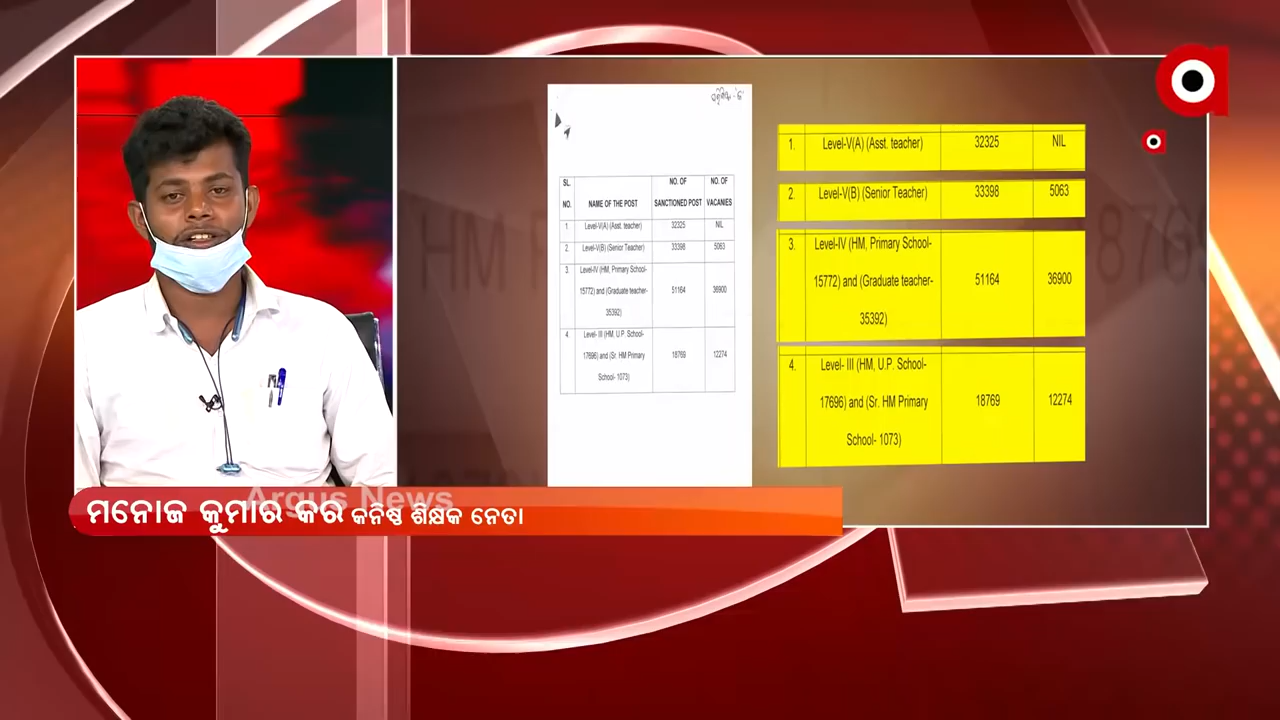 SL. NO. NAME OF THE POST NO. OF SANCTIONED POST NO. OF VACANIES
1 Level-V(A) (Asst. teacher) 32325 NIL
2. Level-V(B) (Senior Teacher) 33398 5063
3. Level-IV (HM, Primary School-
15772) and (Graduate teacher- 51164 36900
35392)
4. Level- III (HM, U.P. School-
17696) and (Sr. HM Primary 18769 12274
School- 1073)
1. Level-V(A) (Asst. teacher) 32325 NIL
2. Level-V(B) (Senior Teacher) 33398 5063
3. Level-IV (HM, Primary School-
15772) and (Graduate teacher- 51164 36900
35392)
4. Level- III (HM, U.P. School-
17696) and (Sr. HM Primary 18769 12274
School- 1073)
Argus News
ମନୋଜ କୁମାର କର କନିଷ୍ଠ ଶିକ୍ଷକ ନେତା